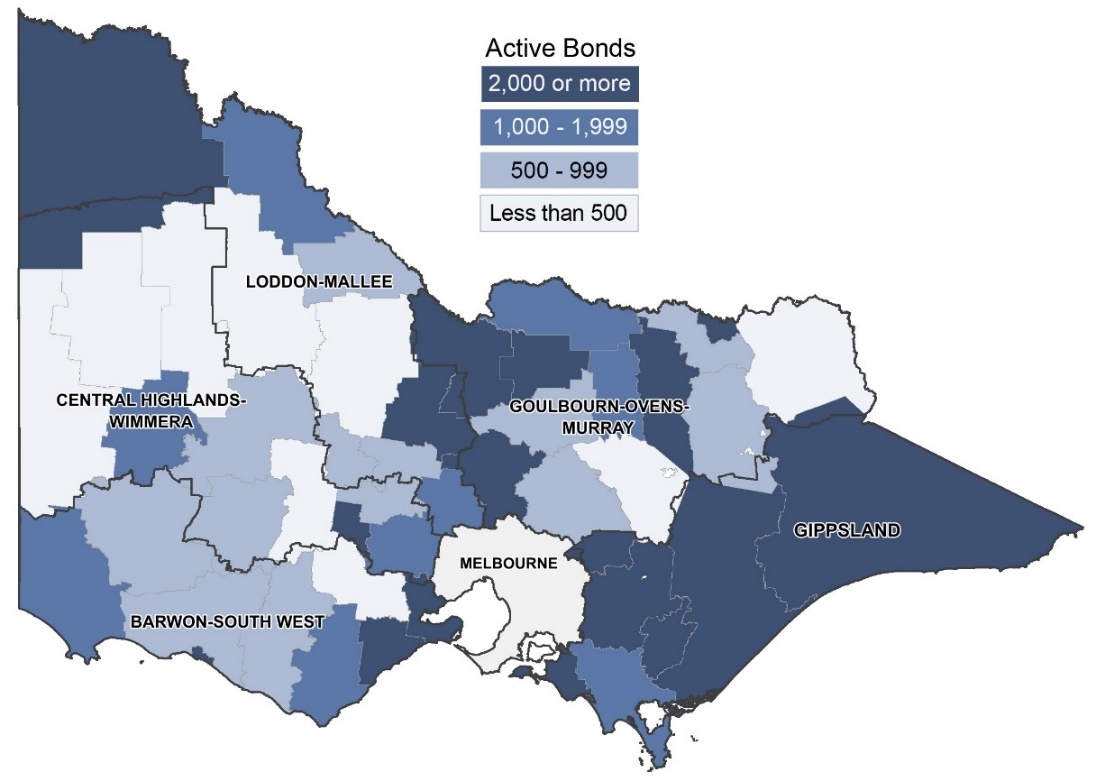 Active Bonds
2,000 or more
1,000 - 1,999
500 - 999
Less than 500
LODDON-MALLEE
CENTRAL HIGHLANDS-
WIMMERA
GOULBOURN-OVENS-
MURRAY
GIPPSLAND
MELBOURNE
BARWON-SOUTH WEST